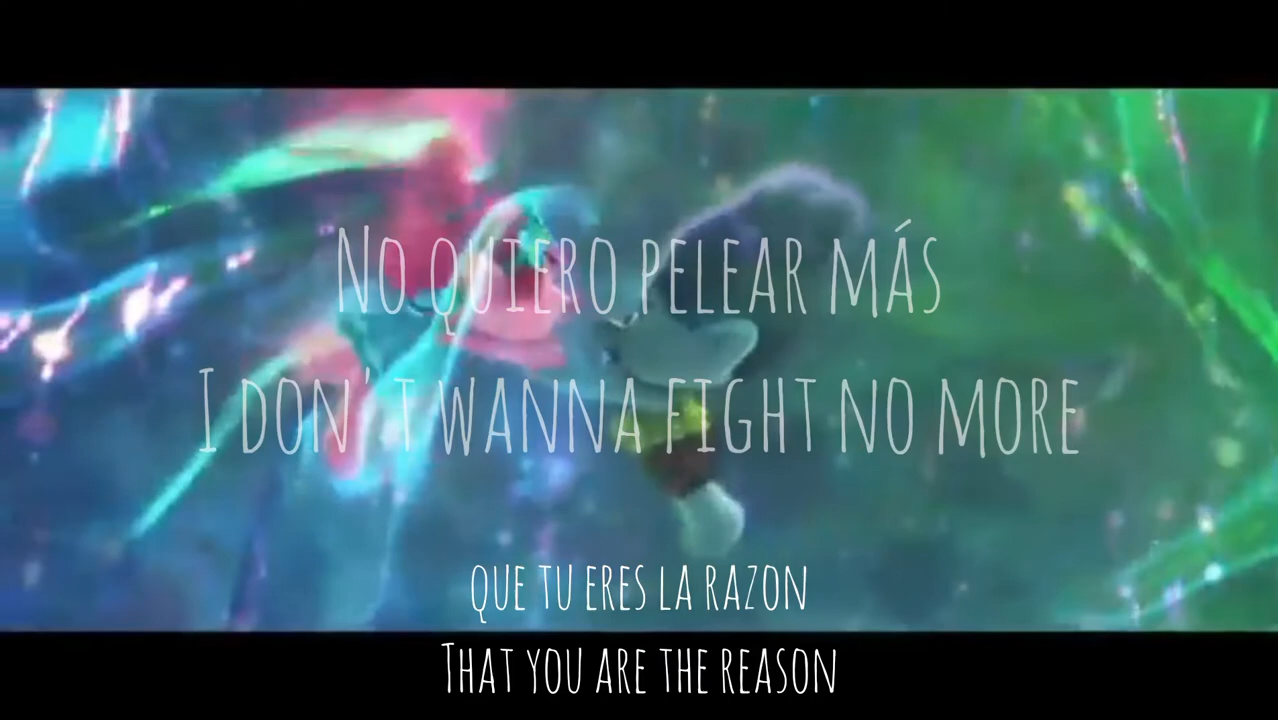 No quiero pelear más
I don't wanna fight no more
que tu eres la razon
That you are the reason